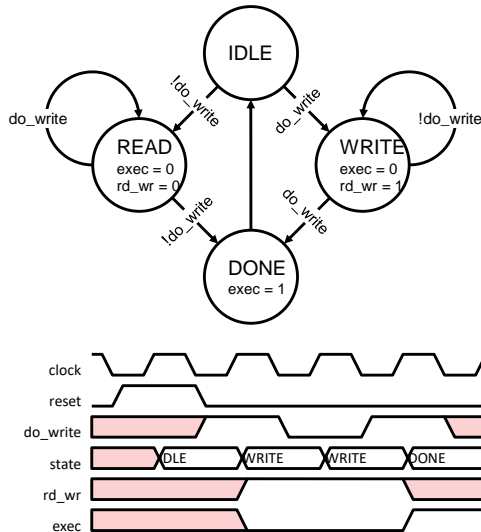 IDLE
!do_write
do_write
do_write
!do_write
READ
exec = 0
rd_wr = 0
WRITE
exec = 0
rd_wr = 1
!do_write
do_write
DONE
exec = 1
clock
reset
do_write
state
DLE
WRITE
WRITE
DONE
rd_wr
exec